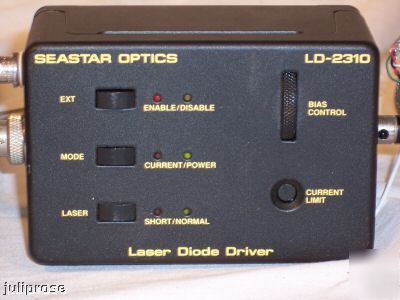 SEASTAR OPTICS LD-2310
EXT
ENABLE/DISABLE
BIAS
CONTROL
MODE
CURRENT/POWER
CURRENT
LIMIT
LASER
SHORT/NORMAL
Laser Diode Driver
juliprose